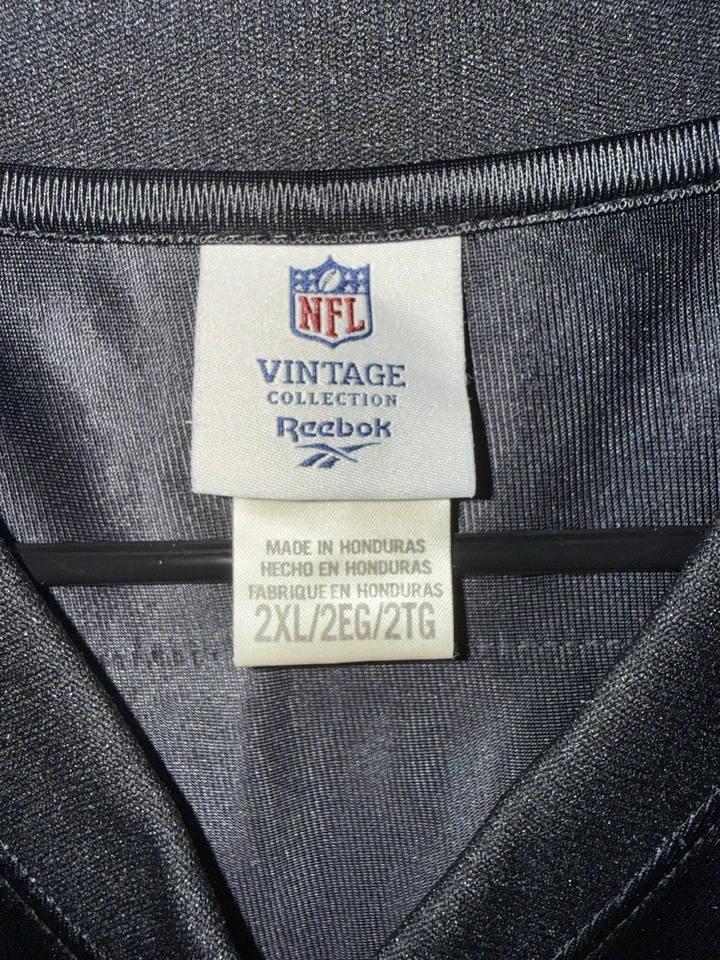 NFL
VINTAGE
COLLECTION
Reebok
MADE IN HONDURAS
HECHO EN HONDURAS
FABRIQUE EN HONDURAS
2XL/2EG/2TG